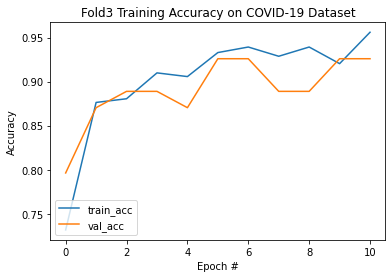 Fold3 Training Accuracy on COVID-19 Dataset
0.95
0.90
0.85
0.80
0.75
Accuracy
train_acc
val_acc
0 2 4 6 8 10
Epoch #